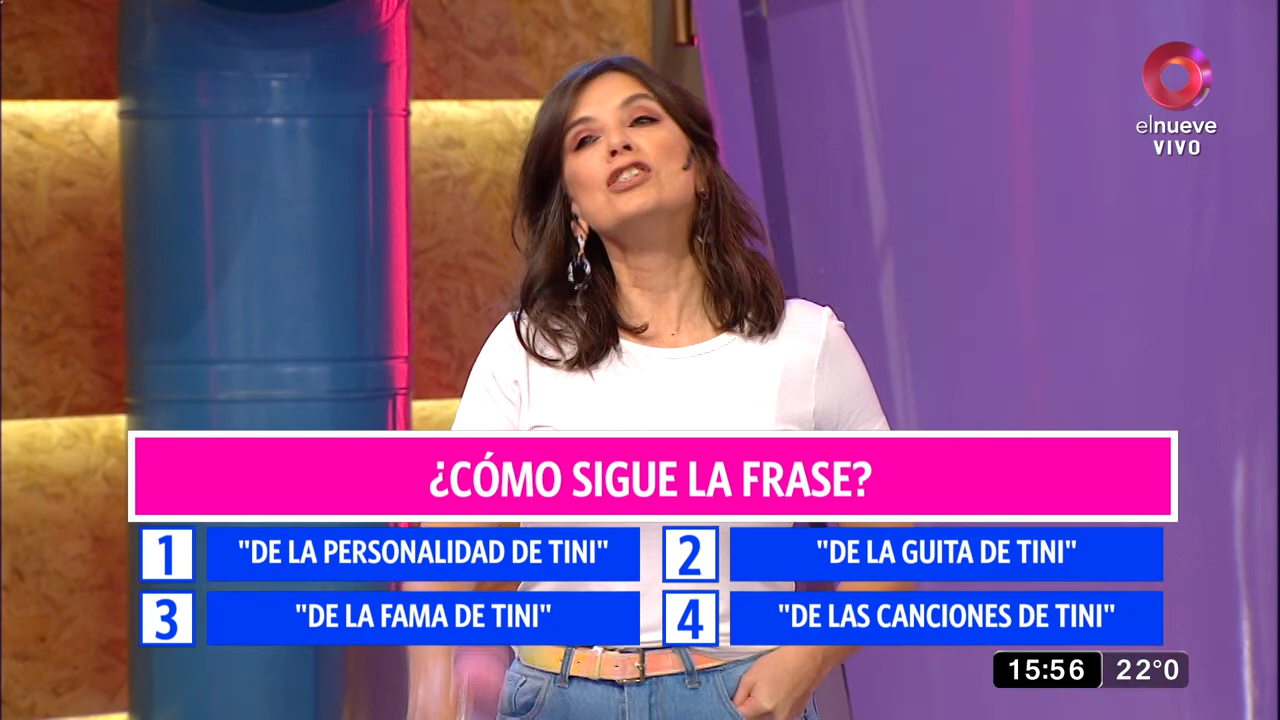 elnueve
VIVO
¿CÓMO SIGUE LA FRASE?
1 "DE LA PERSONALIDAD DE TINI"
2 "DE LA GUITA DE TINI"
3 "DE LA FAMA DE TINI"
4 "DE LAS CANCIONES DE TINI"
15:56 22°0